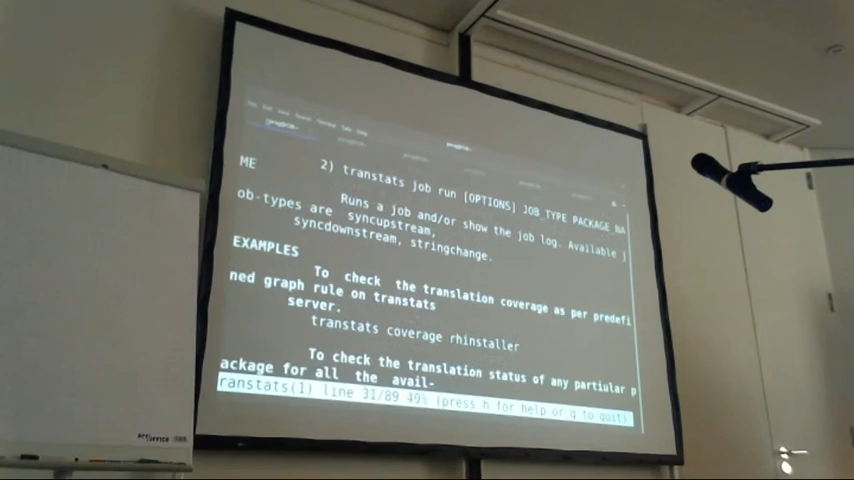 2) transtats job run [OPTIONS] JOB_TYPE PACKAGE_NA
ME
Runs a job and/or show the job log. Available j
ob-types are syncupstream,
syncdownstream, stringchange.
EXAMPLES
To check the translation coverage as per predefi
ned graph rule on transtats
server.
transtats coverage rhinstaller
To check the translation status of any partiular p
ackage for all the avail-
ranstats(1) line 31/89 49% (press h for help or q to quit)